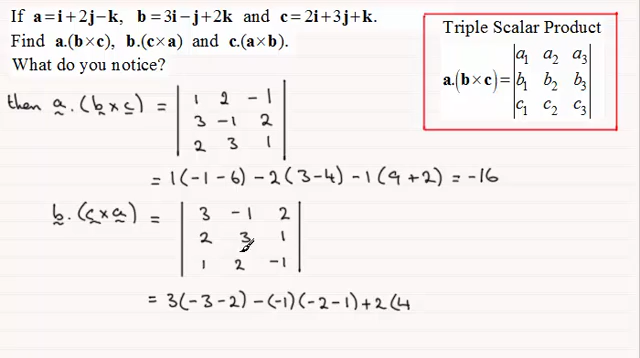 If a = i + 2j − k, b = 3i − j + 2k and c = 2i + 3j + k.
Find a.(b × c), b.(c × a) and c.(a × b).
What do you notice?
Triple Scalar Product
a.(b × c) = | a₁ a₂ a₃ |
| b₁ b₂ b₃ |
| c₁ c₂ c₃ |
then a.(b × c) = | 1 2 −1 |
| 3 −1 2 |
| 2 3 1 |
= 1(−1−6) − 2(3−4) − 1(9+2) = −16
b.(c × a) = | 3 −1 2 |
| 2 3 1 |
| 1 2 −1 |
= 3(−3−2) − (−1)(−2−1) + 2(4